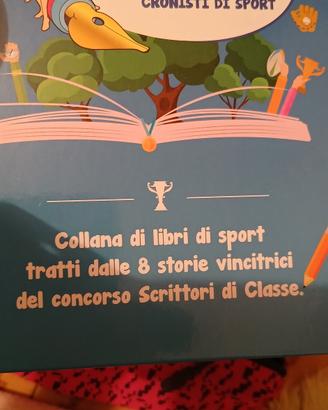 CRONISTI DI SPORT
Collana di libri di sport
tratti dalle 8 storie vincitrici
del concorso Scrittori di Classe.